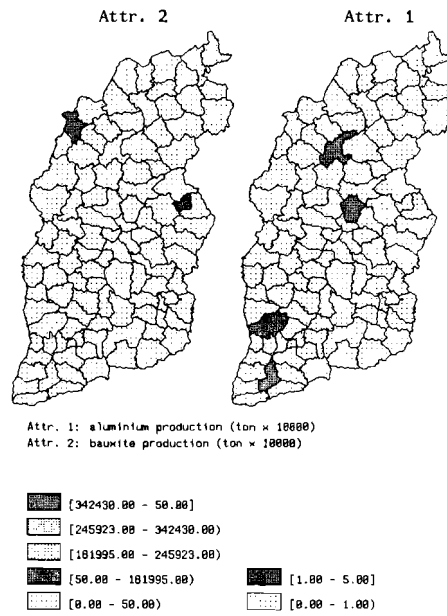 Attr. 2
Attr. 1
Attr. 1: aluminium production (ton × 10000)
Attr. 2: bauxite production (ton × 10000)
[342430.00 - 50.00]
[245923.00 - 342430.00)
[181995.00 - 245923.00)
[50.00 - 181995.00)
[0.00 - 50.00)
[1.00 - 5.00]
[0.00 - 1.00)